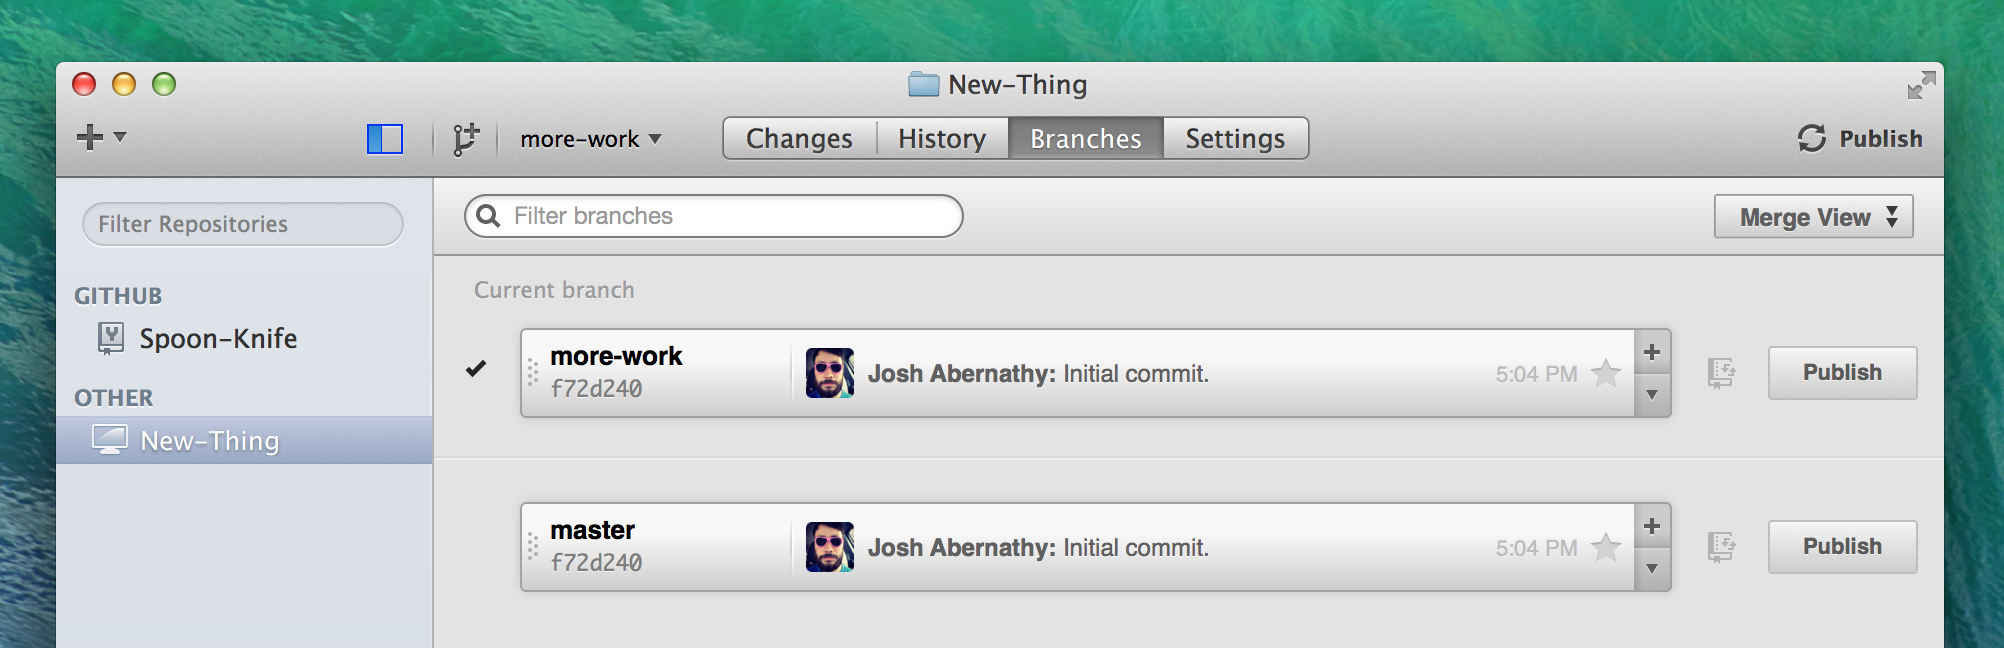 New-Thing
more-work
Changes
History
Branches
Settings
Publish
Filter Repositories
GITHUB
Spoon-Knife
OTHER
New-Thing
Filter branches
Merge View
Current branch
more-work
f72d240
Josh Abernathy: Initial commit.
5:04 PM
Publish
master
f72d240
Josh Abernathy: Initial commit.
5:04 PM
Publish